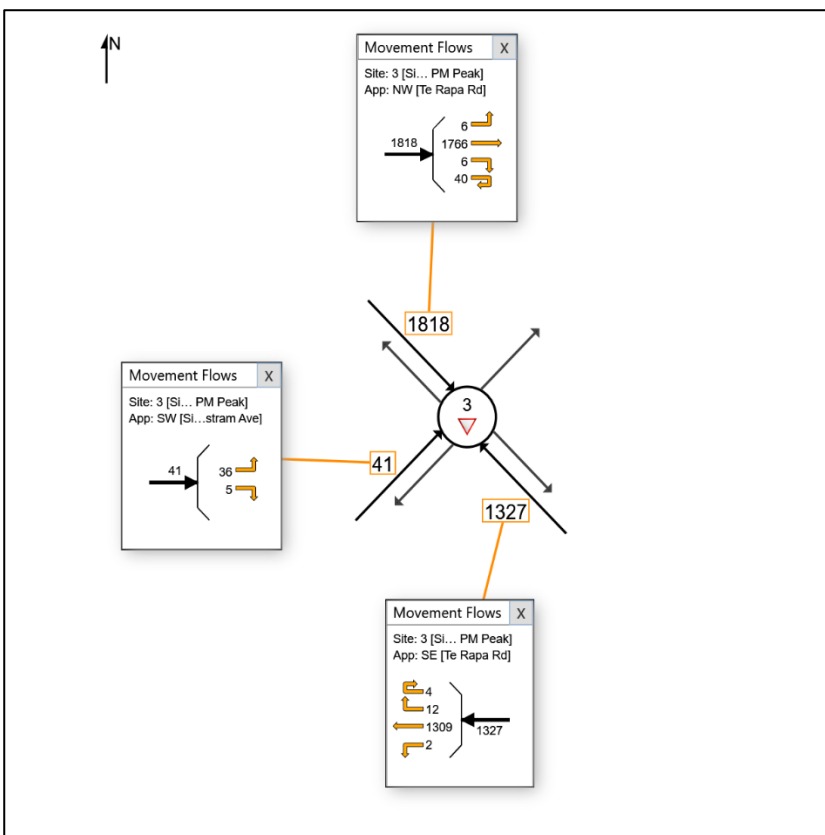 N
Movement Flows X
Site: 3 [Si... PM Peak]
App: NW [Te Rapa Rd]
1818
6
1766
6
40
1818
3
Movement Flows X
Site: 3 [Si... PM Peak]
App: SW [Si...stram Ave]
41
36
5
41
1327
Movement Flows X
Site: 3 [Si... PM Peak]
App: SE [Te Rapa Rd]
4
12
1309
2
1327